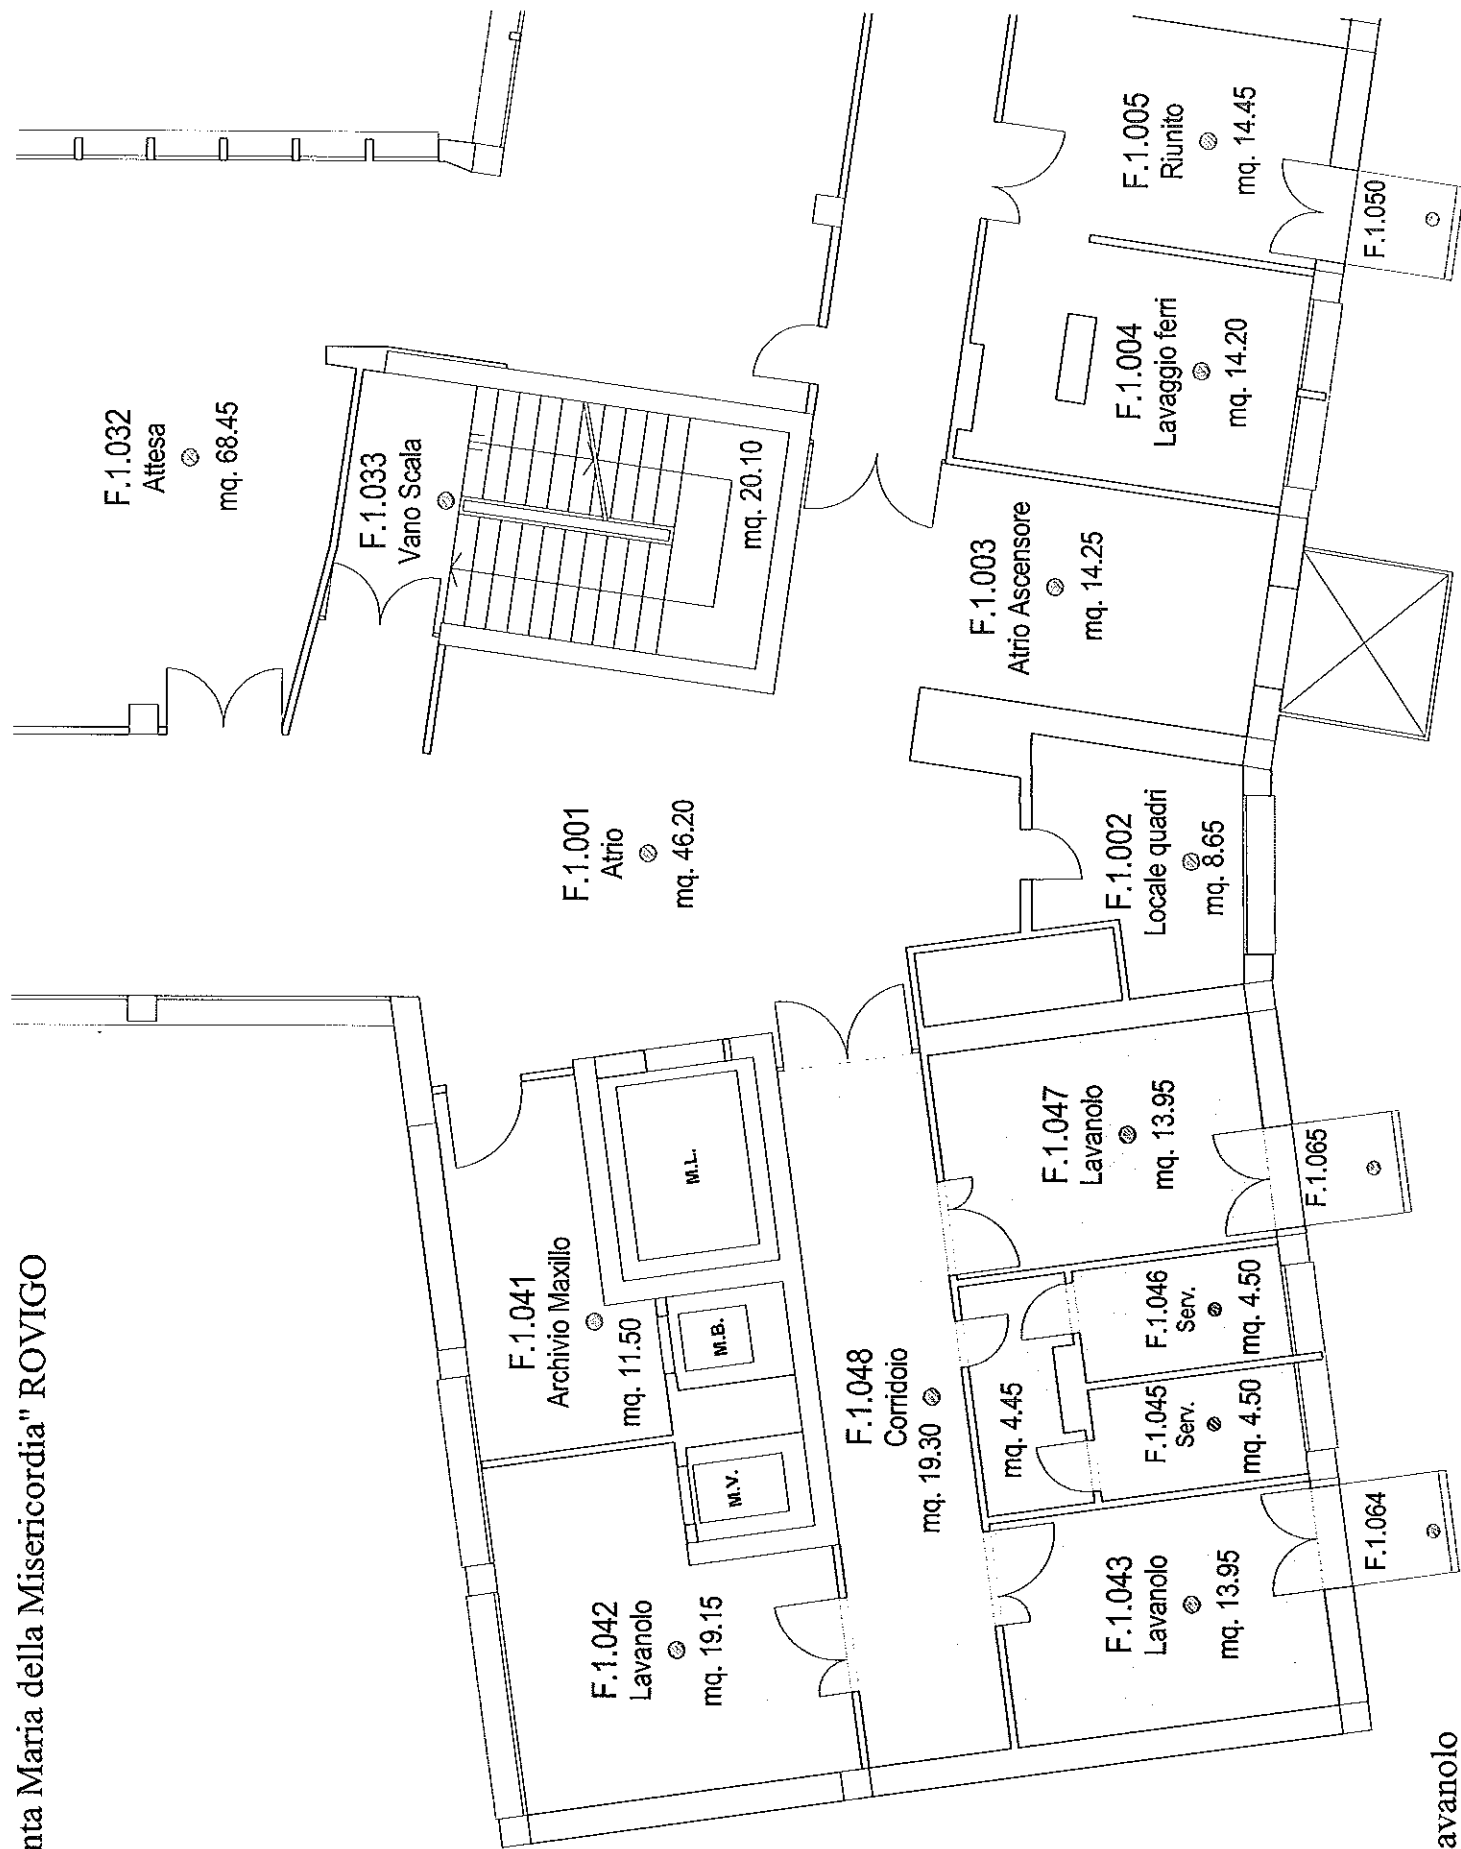 nta Maria della Misericordia" ROVIGO
F.1.032
Attesa
mq. 68.45
F.1.033
Vano Scala
mq. 20.10
F.1.005
Riunito
mq. 14.45
F.1.050
F.1.004
Lavaggio ferri
mq. 14.20
F.1.003
Atrio Ascensore
mq. 14.25
F.1.001
Atrio
mq. 46.20
F.1.002
Locale quadri
mq. 8.65
F.1.041
Archivio Maxillo
mq. 11.50
M.L.
M.B.
M.V.
F.1.047
Lavanolo
mq. 13.95
F.1.065
F.1.048
Corridoio
mq. 19.30
mq. 4.45
F.1.046
Serv.
mq. 4.50
F.1.045
Serv.
mq. 4.50
F.1.042
Lavanolo
mq. 19.15
F.1.043
Lavanolo
mq. 13.95
F.1.064
avanolo